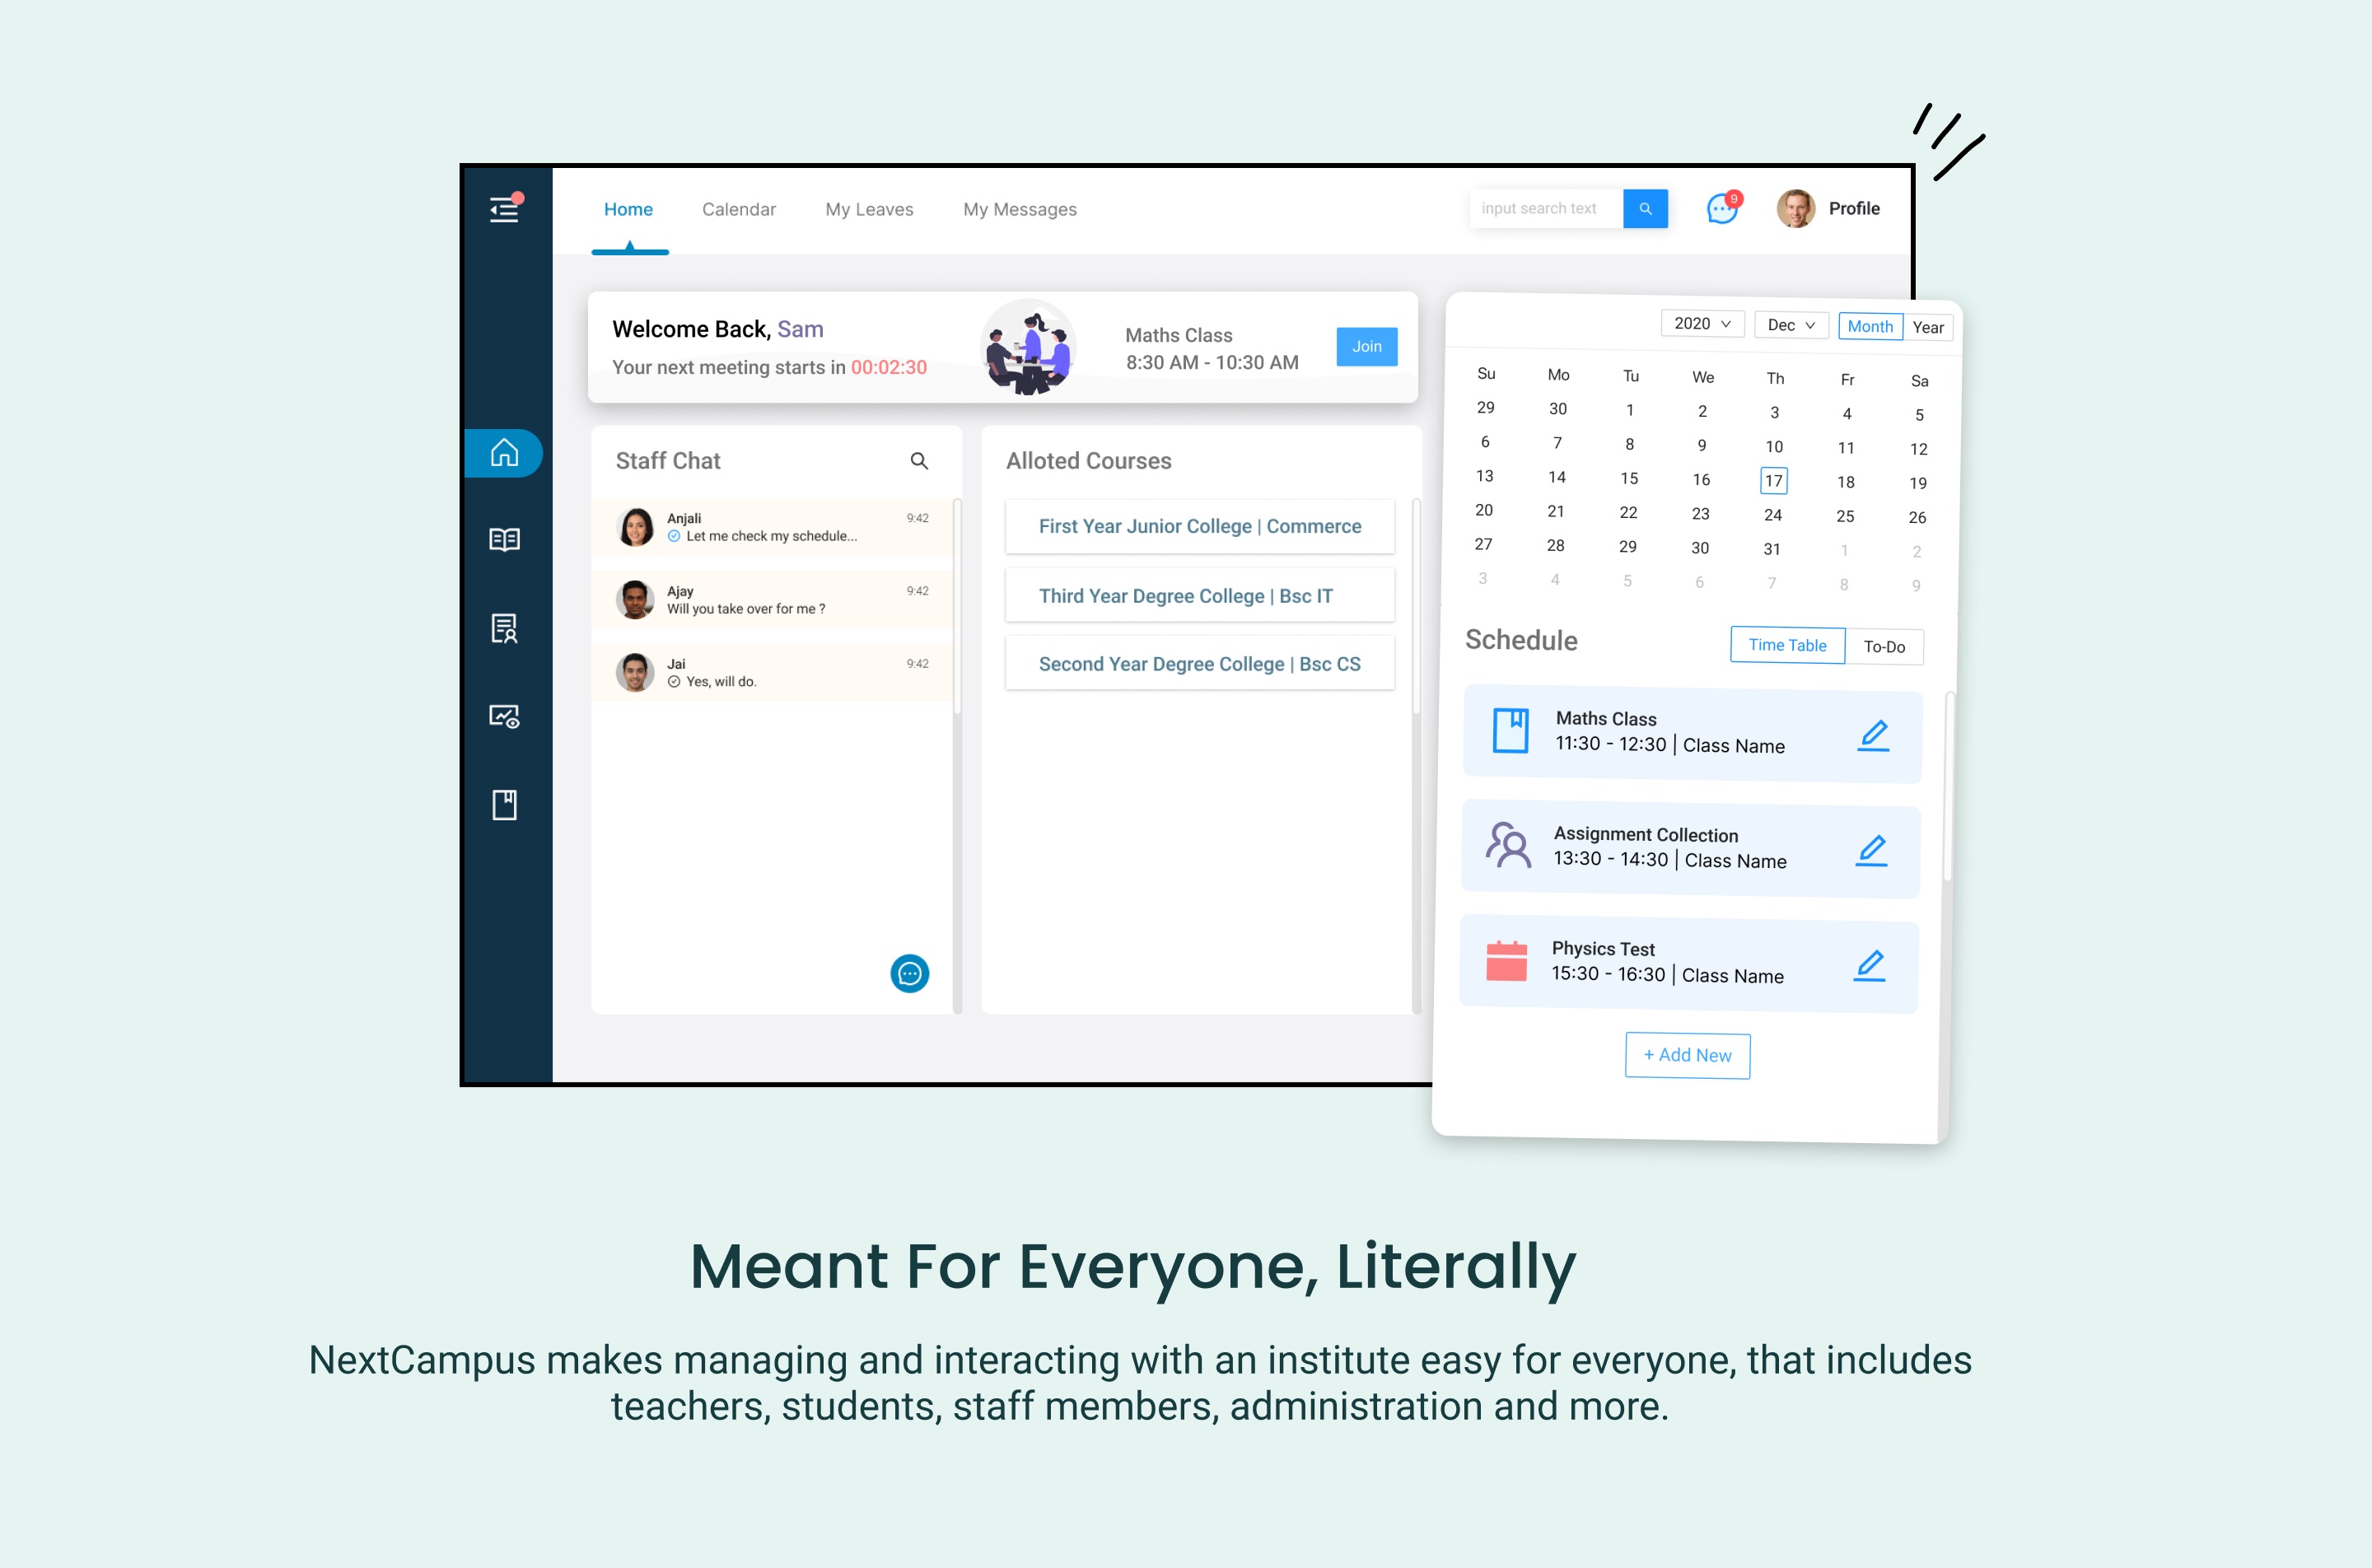 Home
Calendar
My Leaves
My Messages
input search text
9
Profile
Welcome Back, Sam
Your next meeting starts in 00:02:30
Maths Class
8:30 AM - 10:30 AM
Join
Staff Chat
Anjali
9:42
Let me check my schedule...
Ajay
9:42
Will you take over for me ?
Jai
9:42
Yes, will do.
Alloted Courses
First Year Junior College | Commerce
Third Year Degree College | Bsc IT
Second Year Degree College | Bsc CS
2020
Dec
Month
Year
Su Mo Tu We Th Fr Sa
29 30 1 2 3 4 5
6 7 8 9 10 11 12
13 14 15 16 17 18 19
20 21 22 23 24 25 26
27 28 29 30 31 1 2
3 4 5 6 7 8 9
Schedule
Time Table
To-Do
Maths Class
11:30 - 12:30 | Class Name
Assignment Collection
13:30 - 14:30 | Class Name
Physics Test
15:30 - 16:30 | Class Name
+ Add New
Meant For Everyone, Literally
NextCampus makes managing and interacting with an institute easy for everyone, that includes
teachers, students, staff members, administration and more.